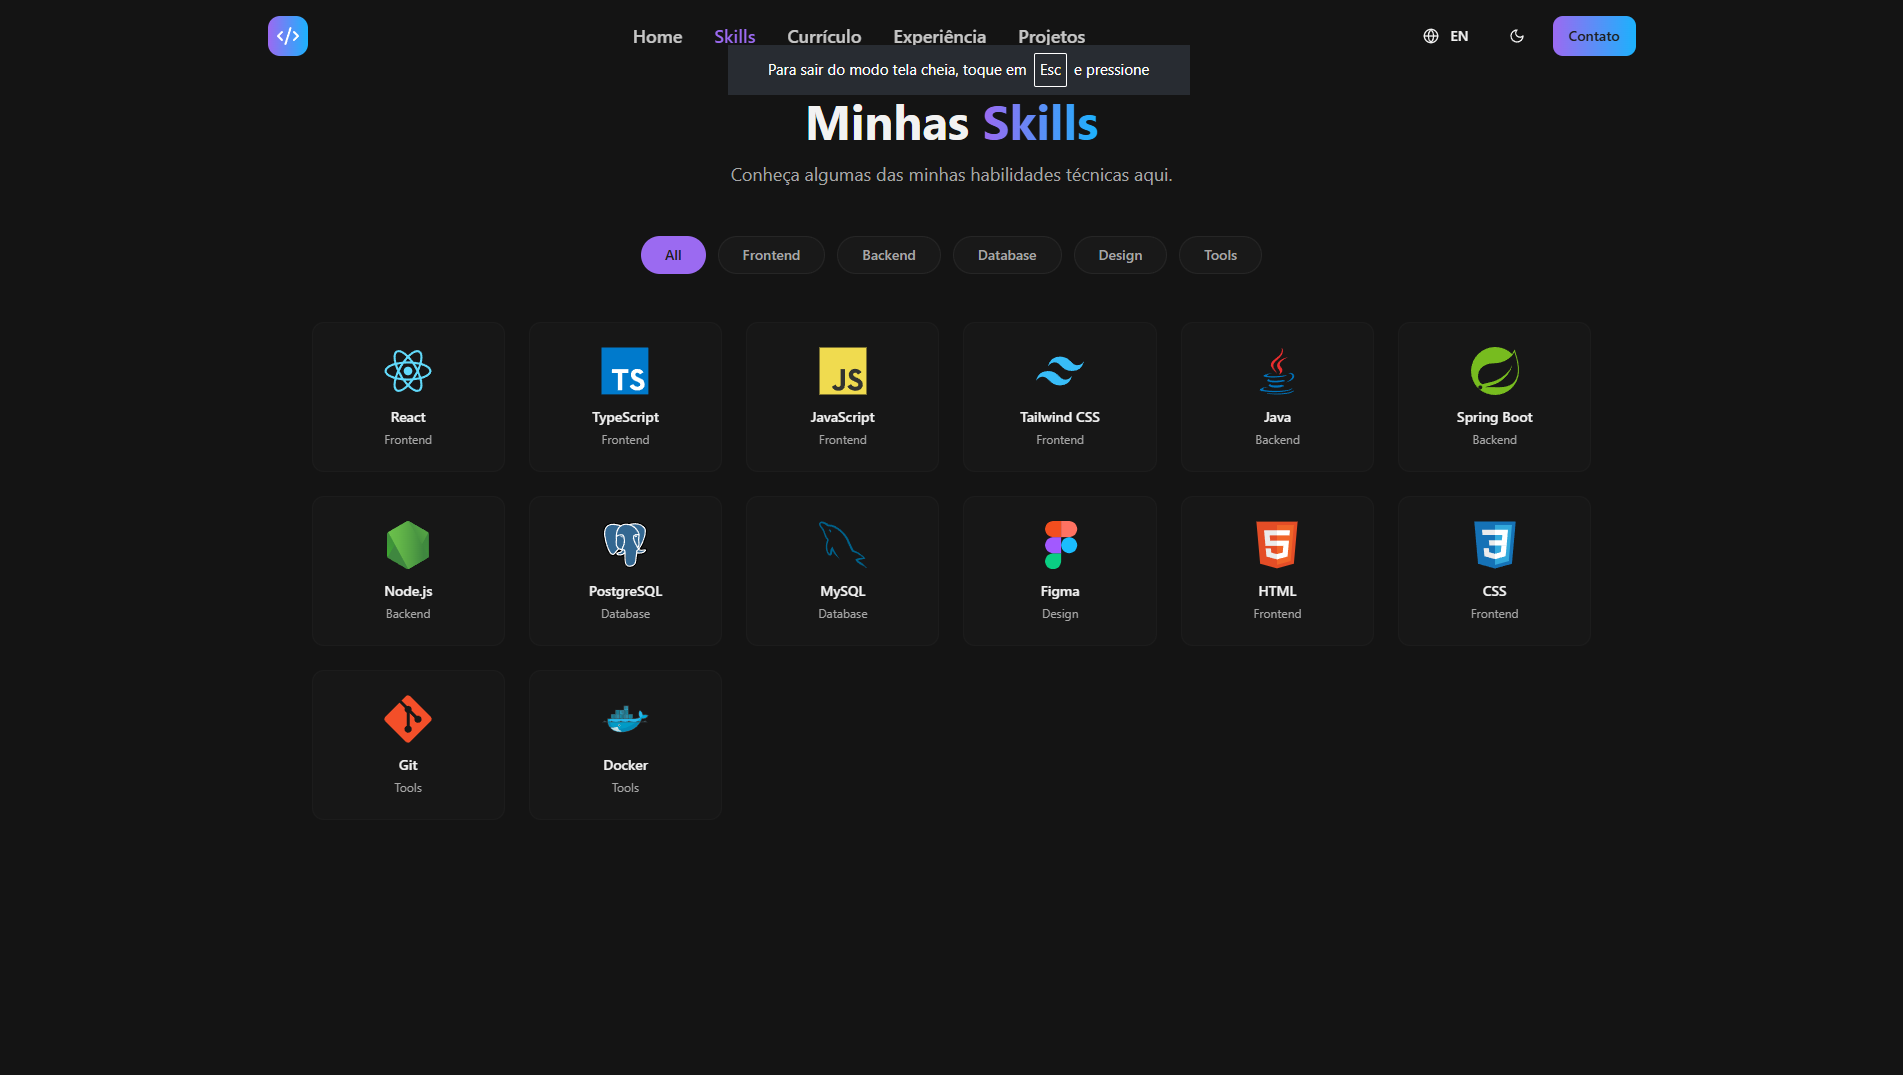 </>
Home Skills Currículo Experiência Projetos
EN
Contato
Para sair do modo tela cheia, toque em Esc e pressione
Minhas Skills
Conheça algumas das minhas habilidades técnicas aqui.
All Frontend Backend Database Design Tools
TS
JS
React
Frontend
TypeScript
Frontend
JavaScript
Frontend
Tailwind CSS
Frontend
Java
Backend
Spring Boot
Backend
Node.js
Backend
PostgreSQL
Database
MySQL
Database
Figma
Design
5
HTML
Frontend
3
CSS
Frontend
Git
Tools
Docker
Tools